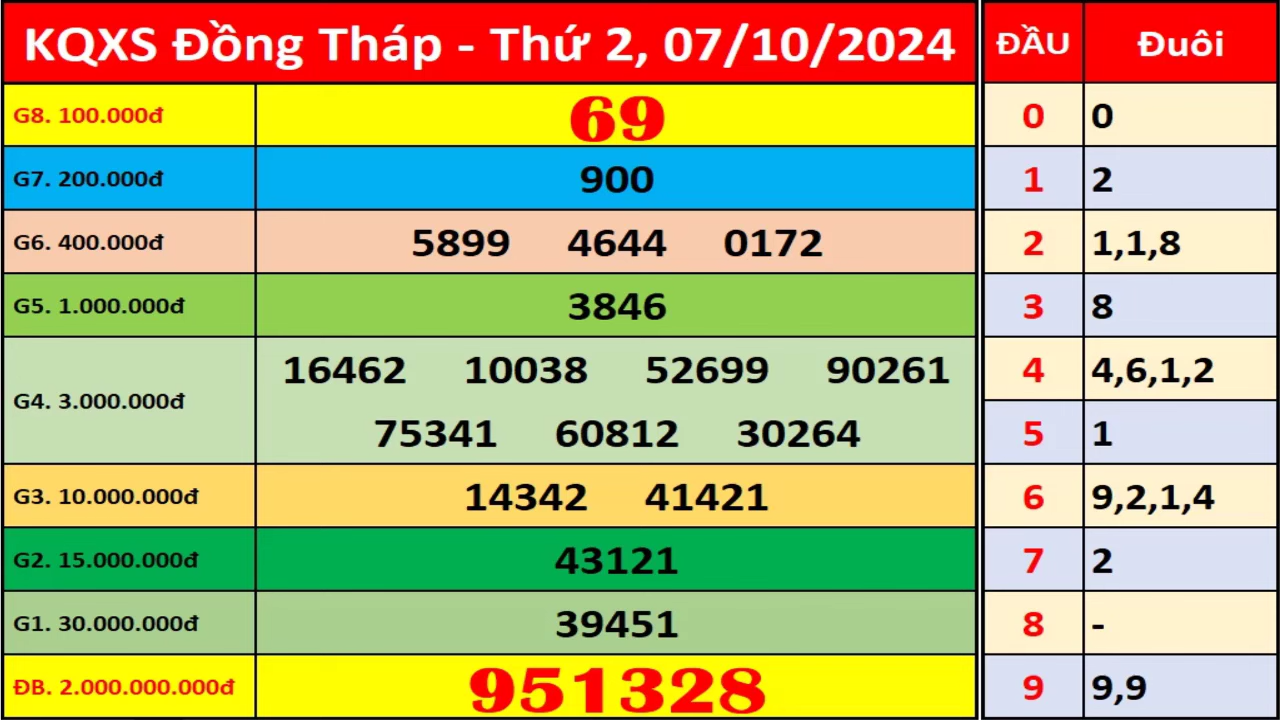 KQXS Đồng Tháp - Thứ 2, 07/10/2024 ĐẦU Đuôi
G8. 100.000đ 69 0 0
G7. 200.000đ 900 1 2
G6. 400.000đ 5899 4644 0172 2 1,1,8
G5. 1.000.000đ 3846 3 8
G4. 3.000.000đ 16462 10038 52699 90261 4 4,6,1,2
75341 60812 30264 5 1
G3. 10.000.000đ 14342 41421 6 9,2,1,4
G2. 15.000.000đ 43121 7 2
G1. 30.000.000đ 39451 8 -
ĐB. 2.000.000.000đ 951328 9 9,9